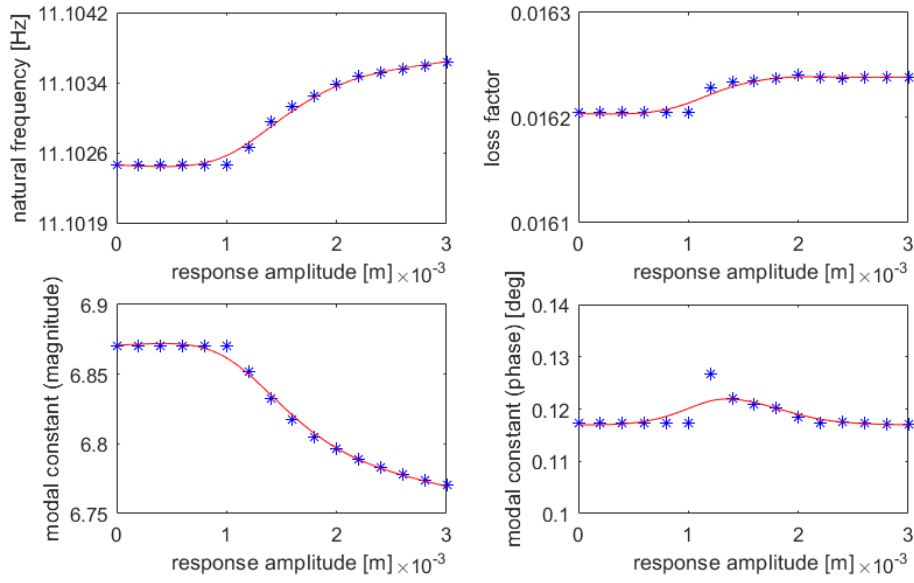 natural frequency [Hz]
11.1042
11.1034
11.1026
11.1019
0 1 2 3
response amplitude [m] ×10-3
loss factor
0.0163
0.0162
0.0161
0 1 2 3
response amplitude [m] ×10-3
modal constant (magnitude)
6.9
6.85
6.8
6.75
0 1 2 3
response amplitude [m] ×10-3
modal constant (phase) [deg]
0.14
0.13
0.12
0.11
0.1
0 1 2 3
response amplitude [m] ×10-3